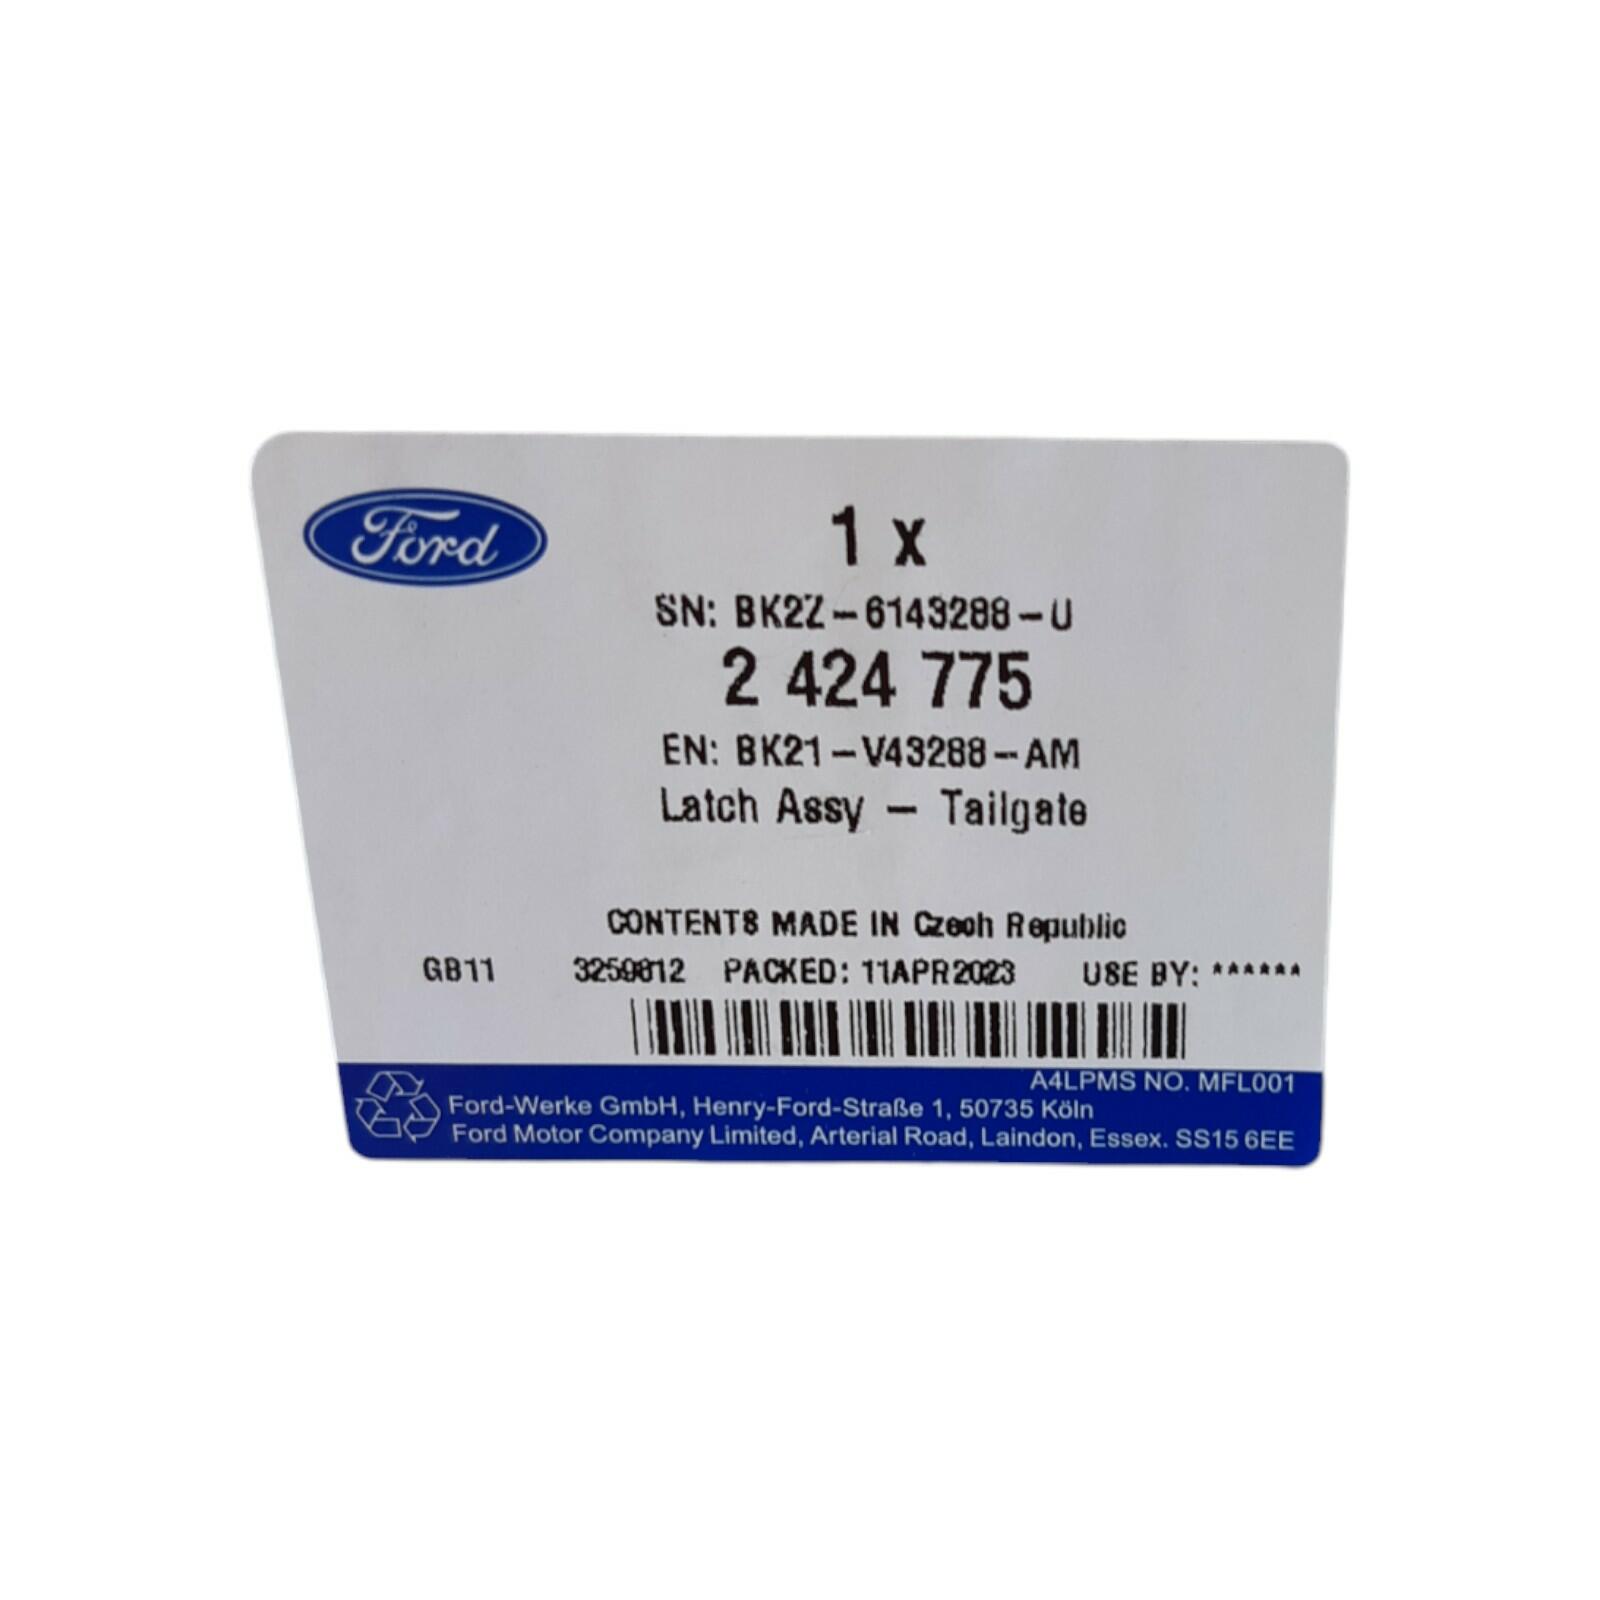 Ford
1 x
SN: BK2Z-6143288-U
2 424 775
EN: BK21-V43288-AM
Latch Assy - Tailgate
CONTENTS MADE IN Czech Republic
GB11 3259812 PACKED: 11APR2023 USE BY: ******
A4LPMS NO. MFL001
Ford-Werke GmbH, Henry-Ford-Straße 1, 50735 Köln
Ford Motor Company Limited, Arterial Road, Laindon, Essex. SS15 6EE